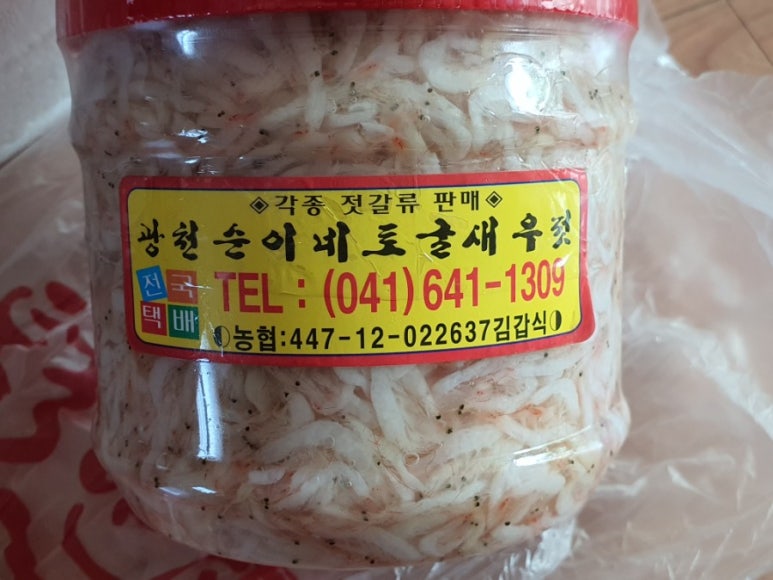 ◈각종 젓갈류 판매◈
광천순이네토굴새우젓
전국택배
TEL : (041) 641-1309
농협:447-12-022637김갑식